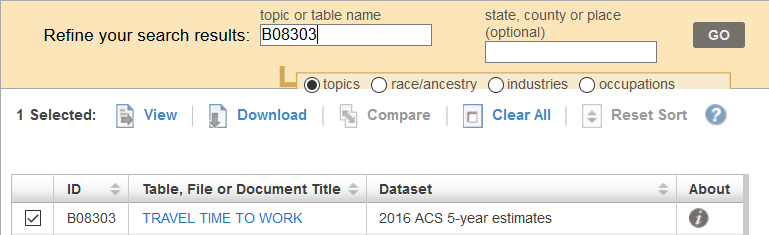 topic or table name
state, county or place
(optional)
Refine your search results:
B08303
GO
topics race/ancestry industries occupations
1 Selected: View Download Compare Clear All Reset Sort ?
ID Table, File or Document Title Dataset About
B08303 TRAVEL TIME TO WORK 2016 ACS 5-year estimates i